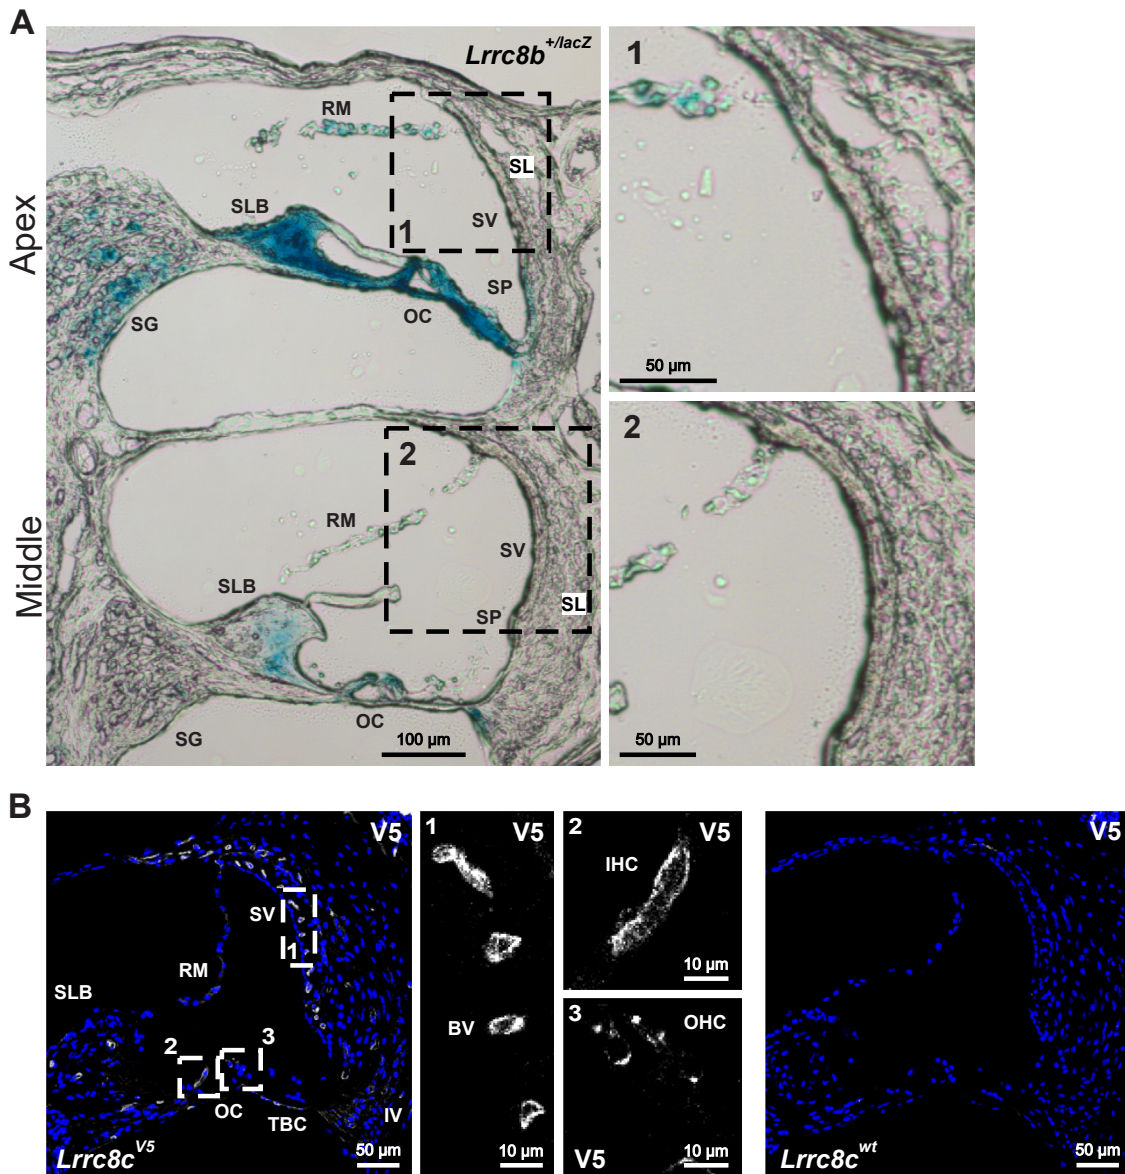 A
Lrrc8b+/lacZ
Apex
RM
SL
SLB
1
SV
SP
OC
SG
1
50 µm
Middle
2
RM
SV
SLB
SL
SP
OC
SG
100 µm
2
50 µm
B
V5
SV
1
RM
SLB
2
3
OC
TBC
IV
Lrrc8cV5
50 µm
1
V5
BV
10 µm
2
V5
IHC
10 µm
3
OHC
V5
10 µm
V5
Lrrc8cwt
50 µm